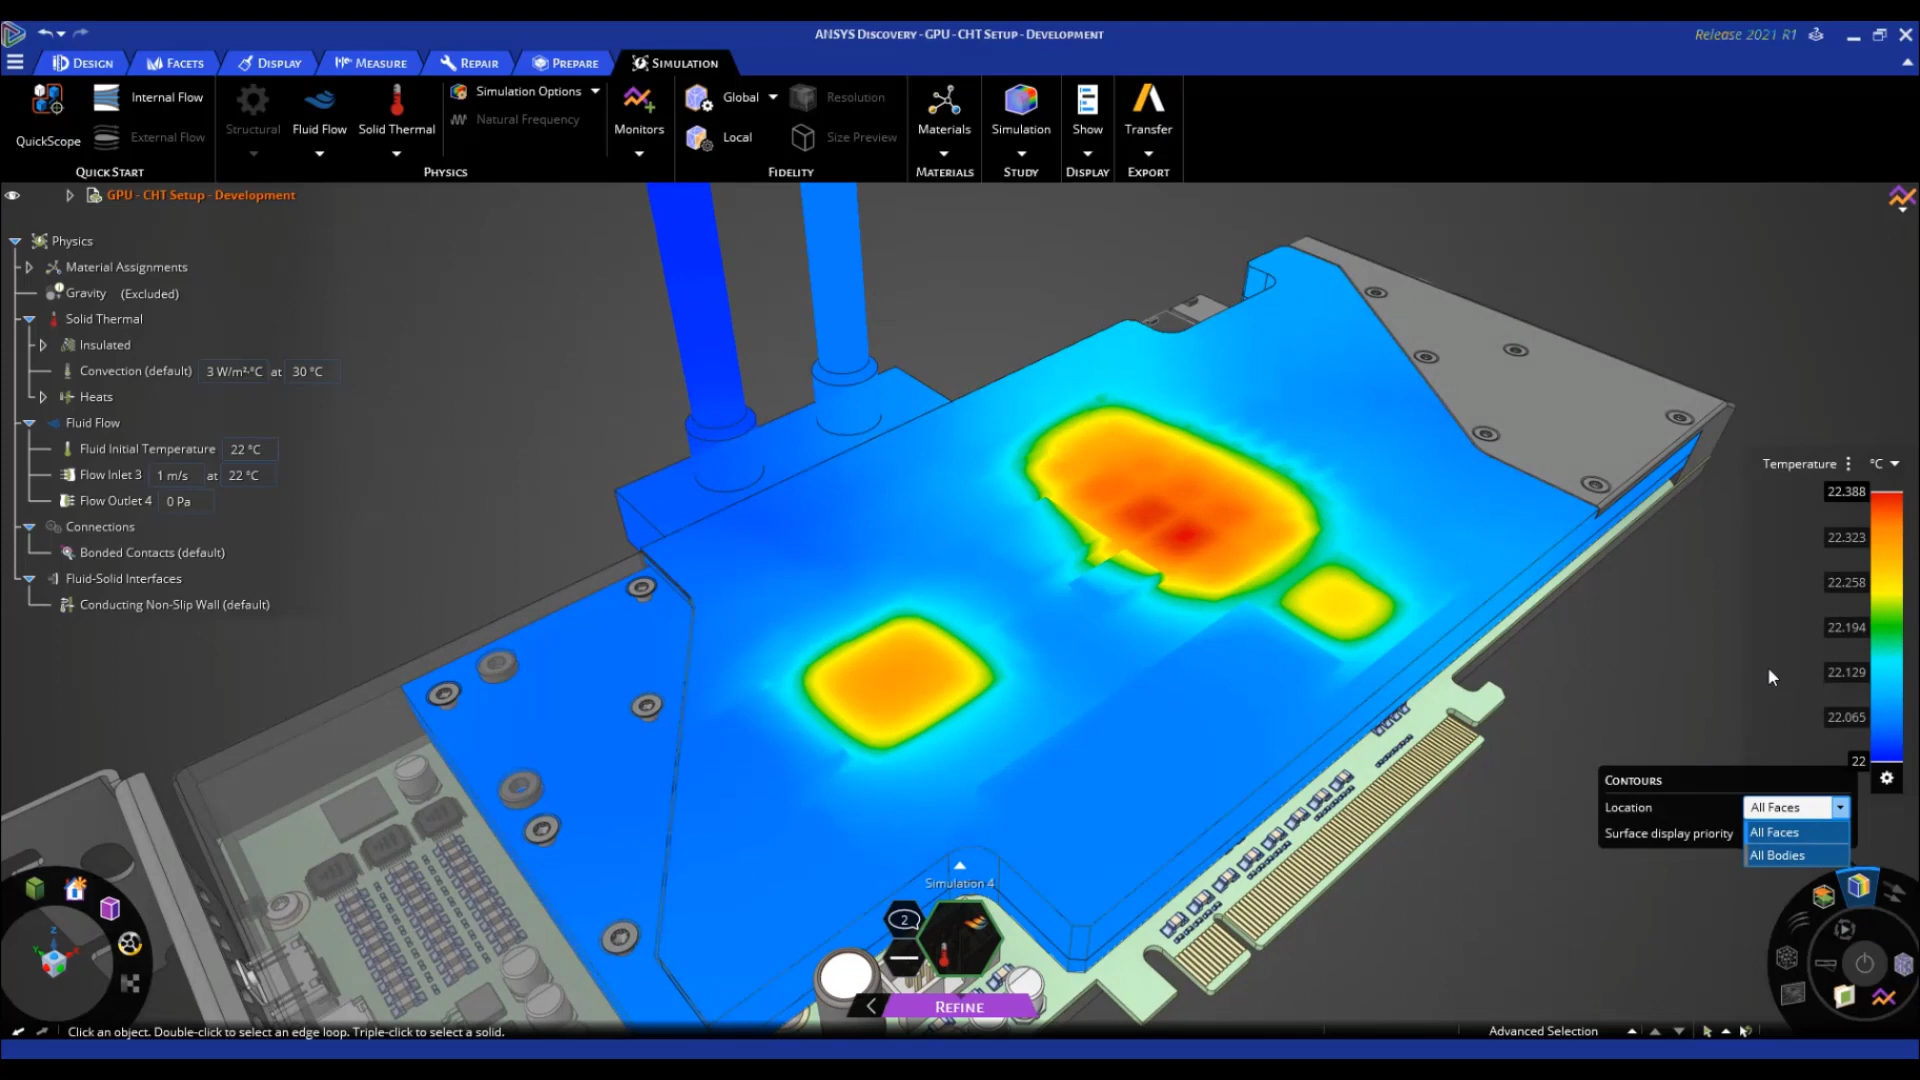 ANSYS DISCOVERY - GPU - CHT SETUP - DEVELOPMENT
Release 2021 R1
DESIGN
FACETS
DISPLAY
MEASURE
REPAIR
PREPARE
SIMULATION
QuickScope
Internal Flow
External Flow
QUICK START
Structural
Fluid Flow
Solid Thermal
Simulation Options
Natural Frequency
PHYSICS
Monitors
Global
Local
Resolution
Size Preview
FIDELITY
Materials
MATERIALS
Simulation
STUDY
Show
DISPLAY
Transfer
EXPORT
GPU - CHT Setup - Development
Physics
Material Assignments
Gravity (Excluded)
Solid Thermal
Insulated
Convection (default) 3 W/m²·°C at 30 °C
Heats
Fluid Flow
Fluid Initial Temperature 22 °C
Flow Inlet 3 1 m/s at 22 °C
Flow Outlet 4 0 Pa
Connections
Bonded Contacts (default)
Fluid-Solid Interfaces
Conducting Non-Slip Wall (default)
Temperature °C
22.388
22.323
22.258
22.194
22.129
22.065
22
CONTOURS
Location All Faces
Surface display priority
All Faces
All Bodies
Simulation 4
2
REFINE
Click an object. Double-click to select an edge loop. Triple-click to select a solid.
Advanced Selection